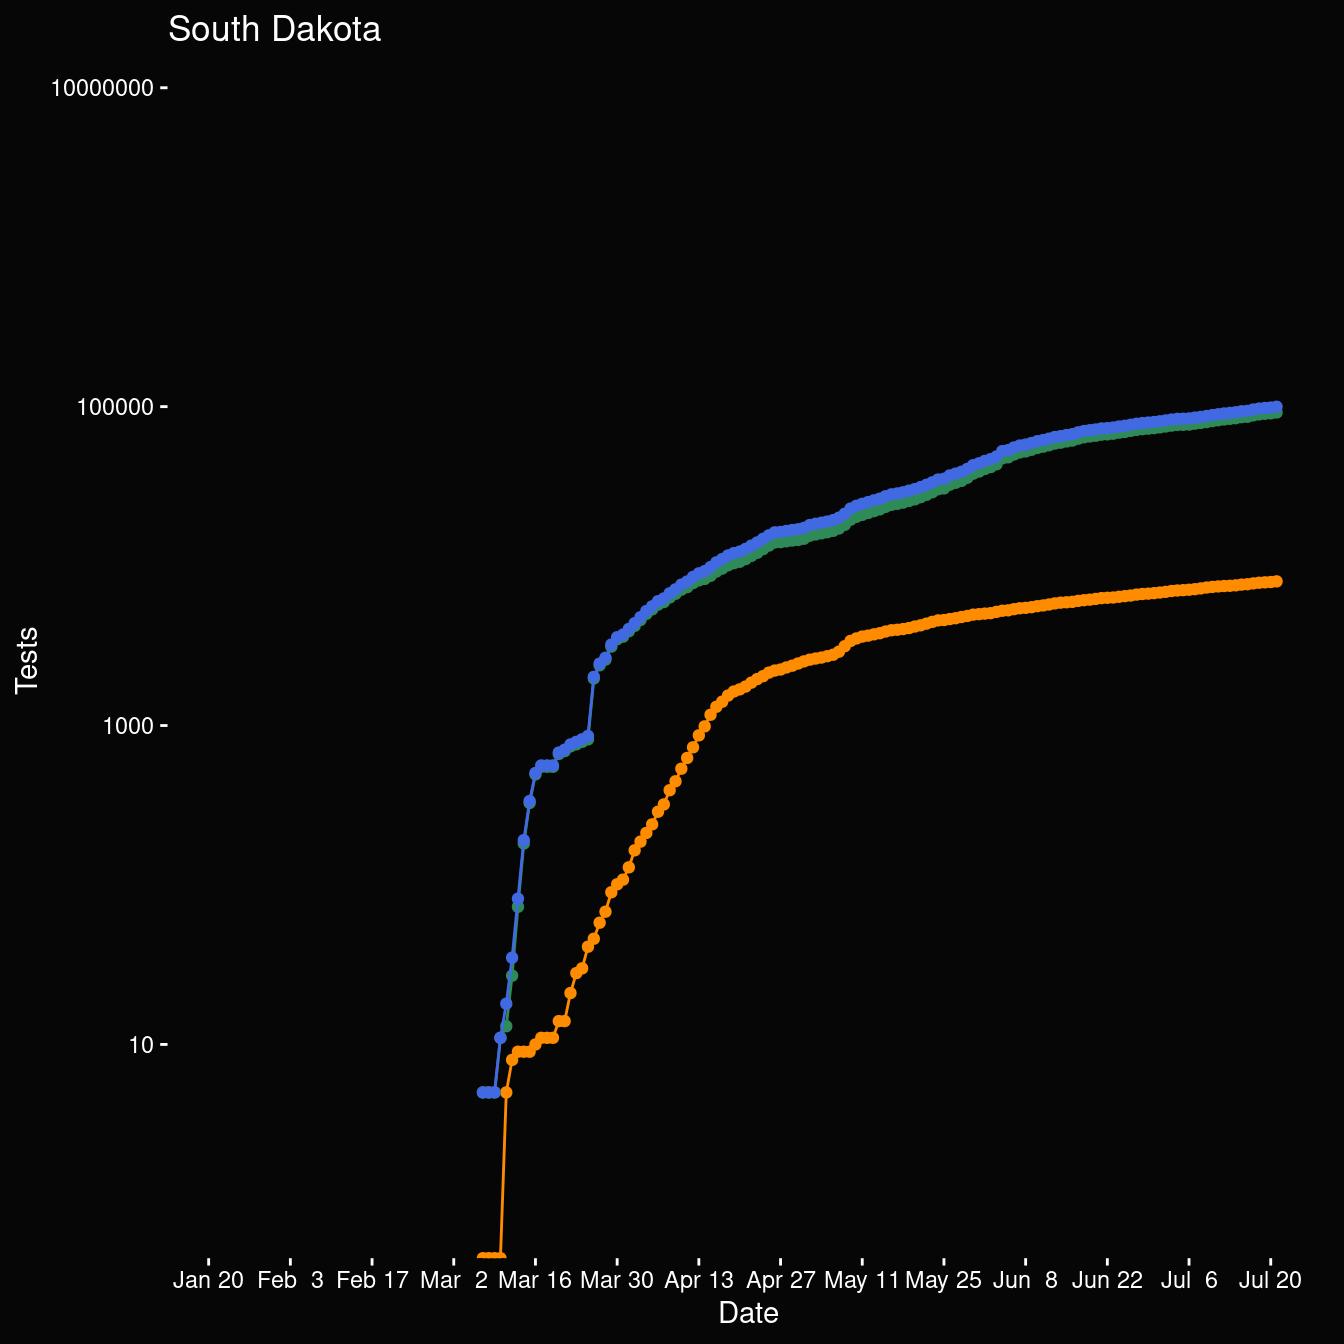 South Dakota
10000000
100000
1000
10
Tests
Jan 20 Feb 3 Feb 17 Mar 2 Mar 16 Mar 30 Apr 13 Apr 27 May 11 May 25 Jun 8 Jun 22 Jul 6 Jul 20
Date